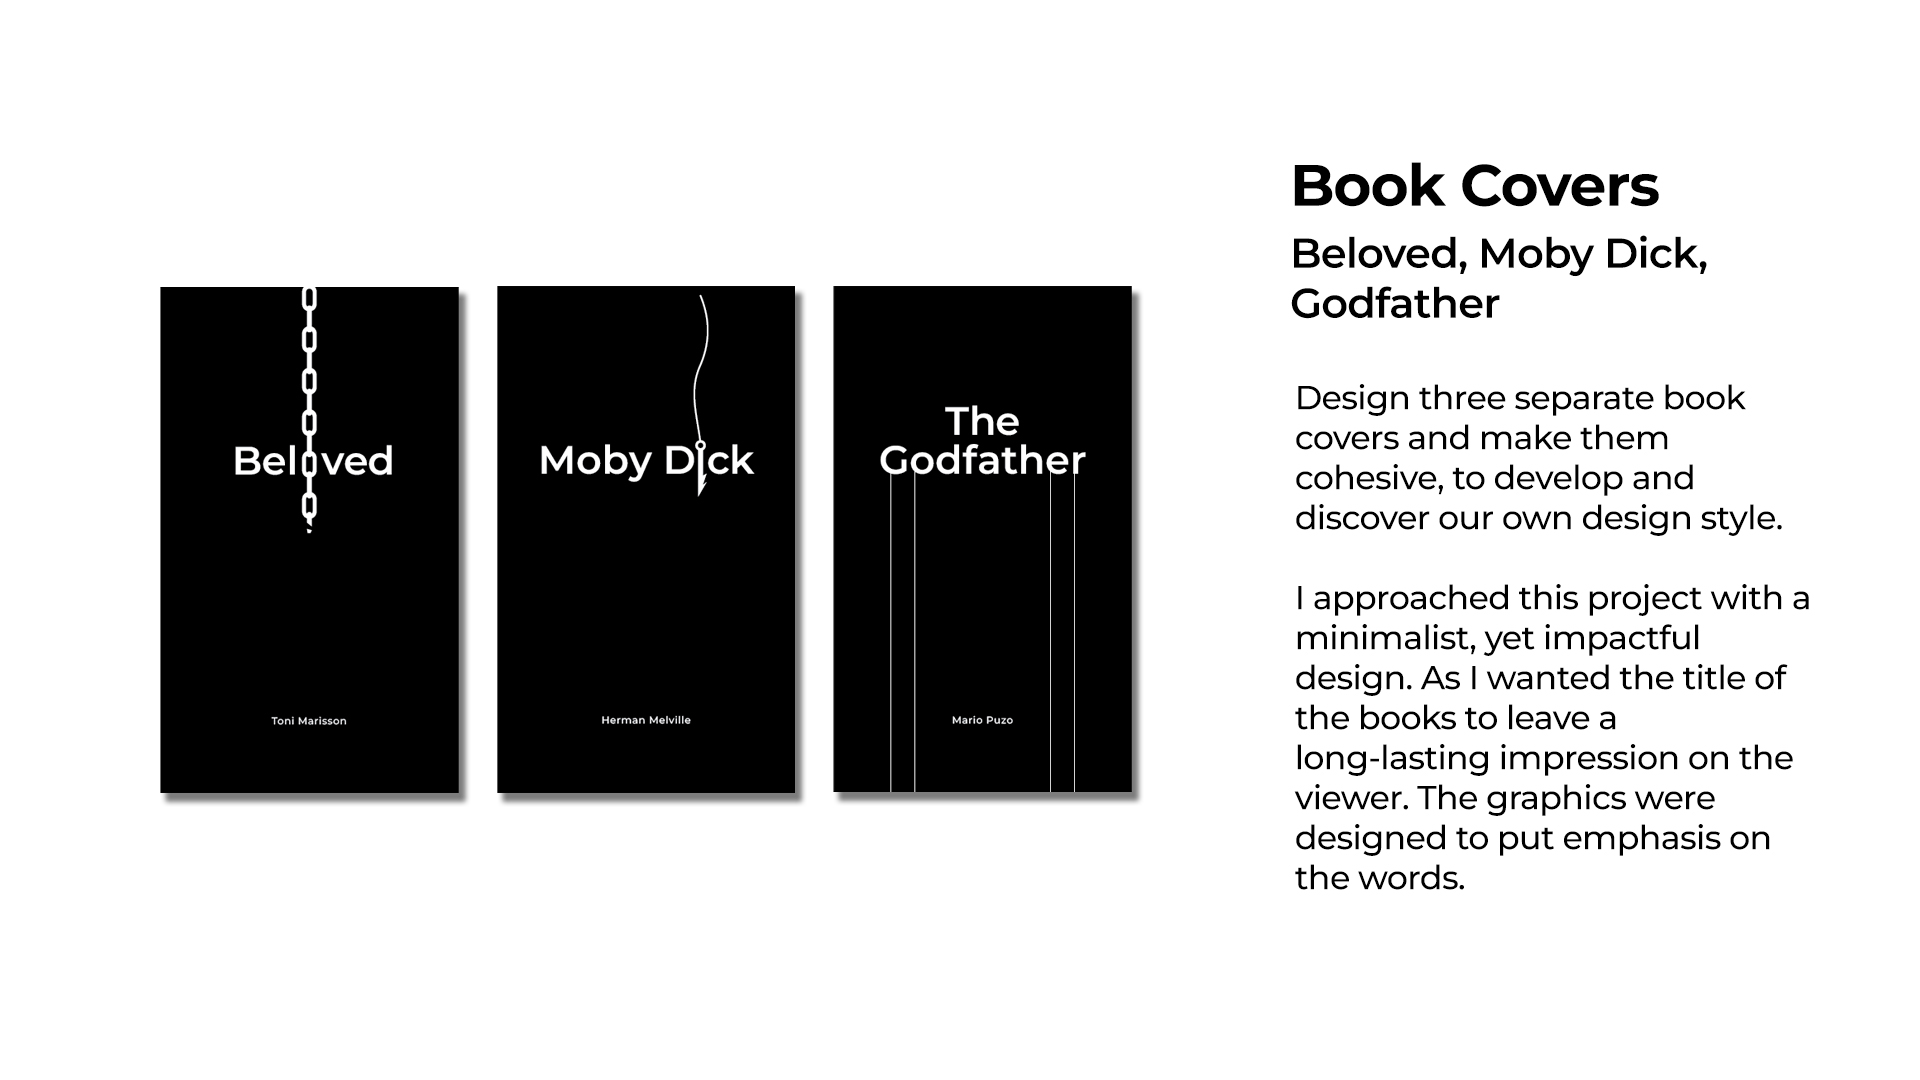 Beloved
Toni Marisson
Moby Dick
Herman Melville
The
Godfather
Mario Puzo
Book Covers
Beloved, Moby Dick,
Godfather
Design three separate book
covers and make them
cohesive, to develop and
discover our own design style.
I approached this project with a
minimalist, yet impactful
design. As I wanted the title of
the books to leave a
long-lasting impression on the
viewer. The graphics were
designed to put emphasis on
the words.